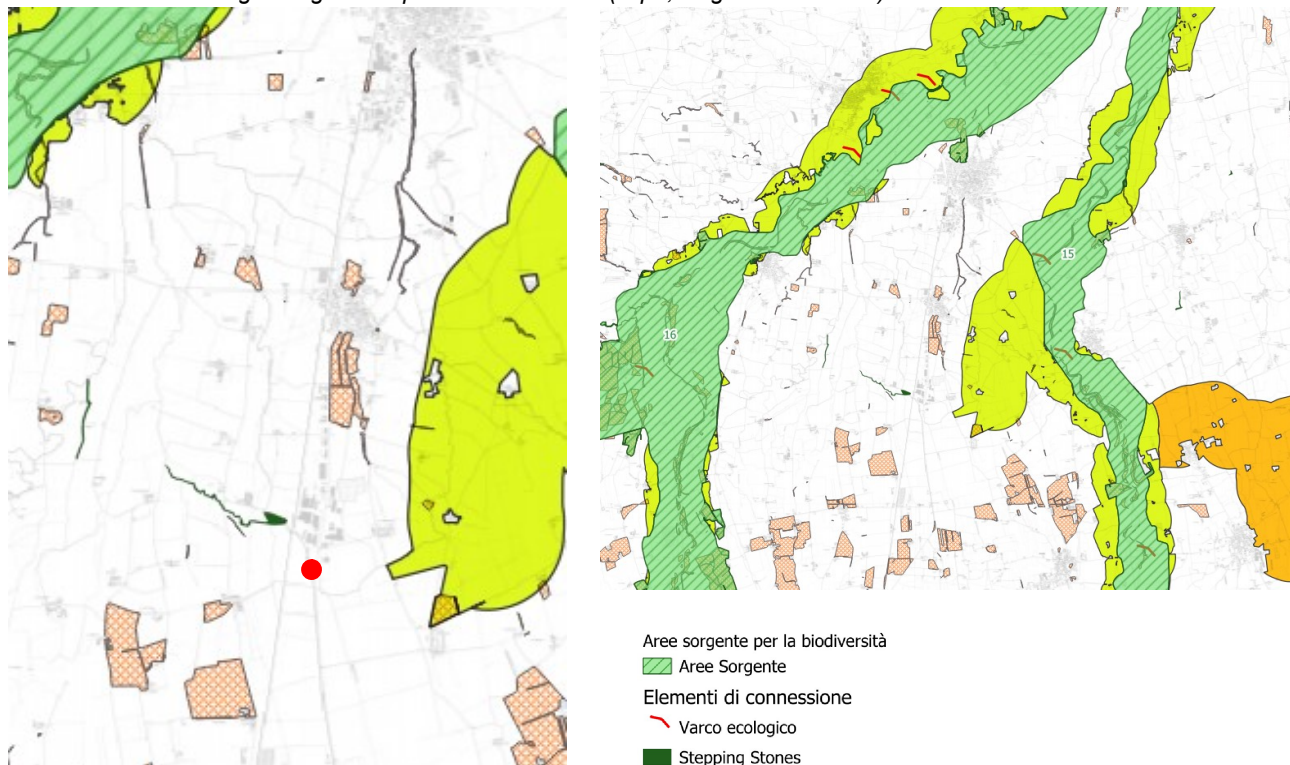 16
15
Aree sorgente per la biodiversità
Aree Sorgente
Elementi di connessione
Varco ecologico
Stepping Stones